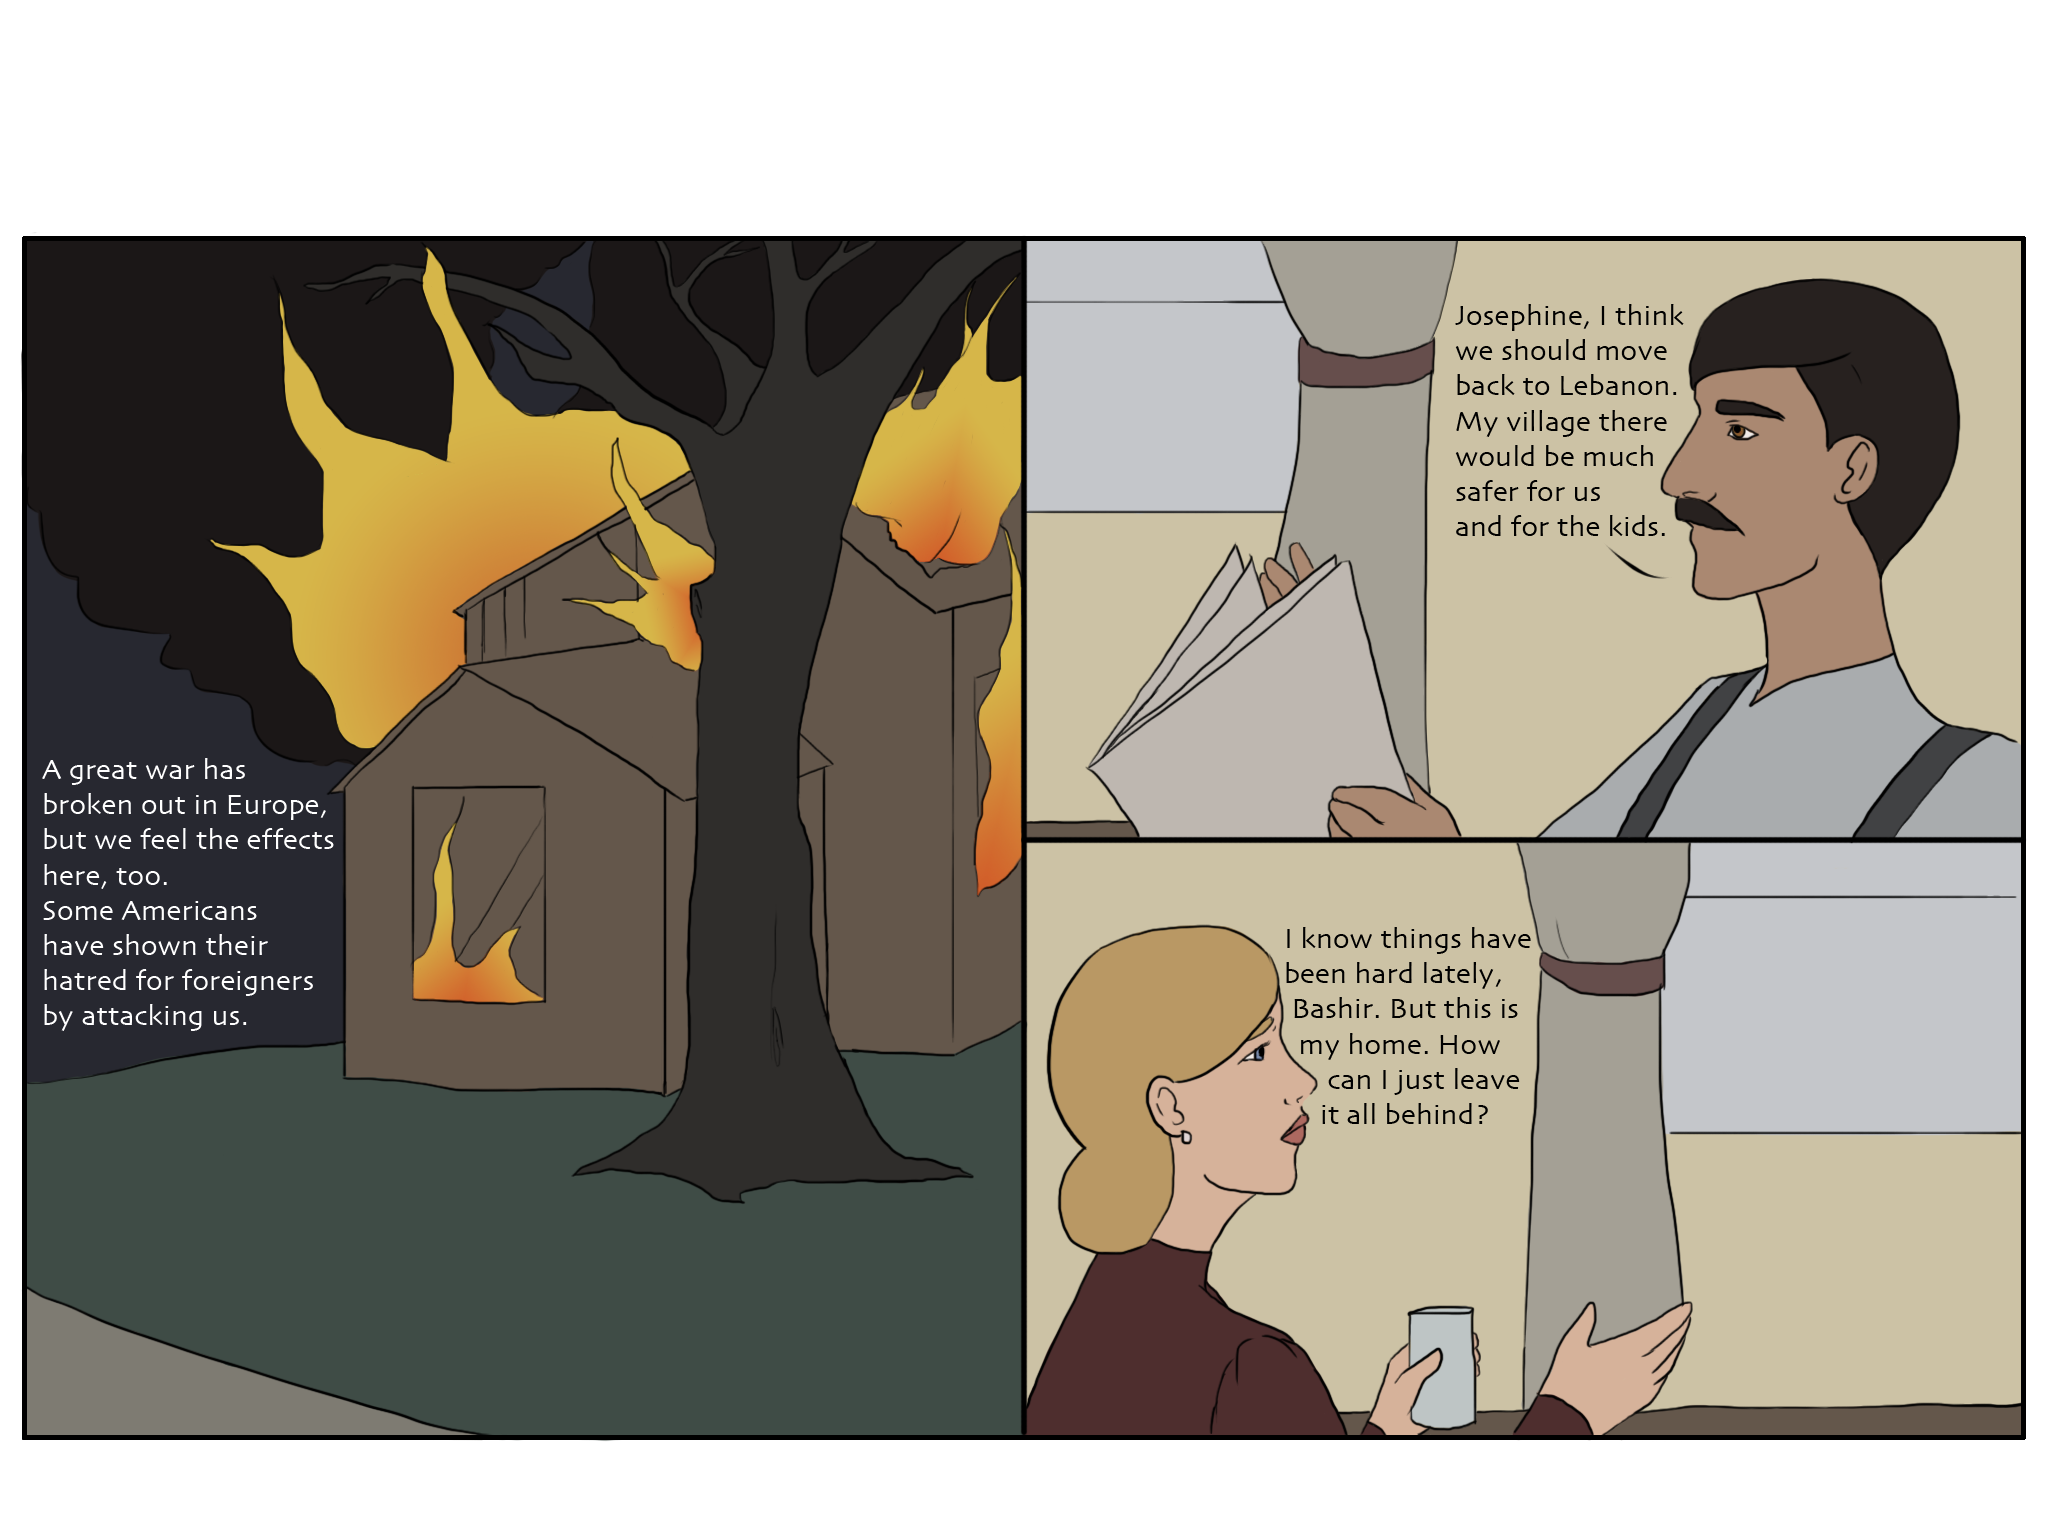 A great war has
broken out in Europe,
but we feel the effects
here, too.
Some Americans
have shown their
hatred for foreigners
by attacking us.
Josephine, I think
we should move
back to Lebanon.
My village there
would be much
safer for us
and for the kids.
I know things have
been hard lately,
Bashir. But this is
my home. How
can I just leave
it all behind?